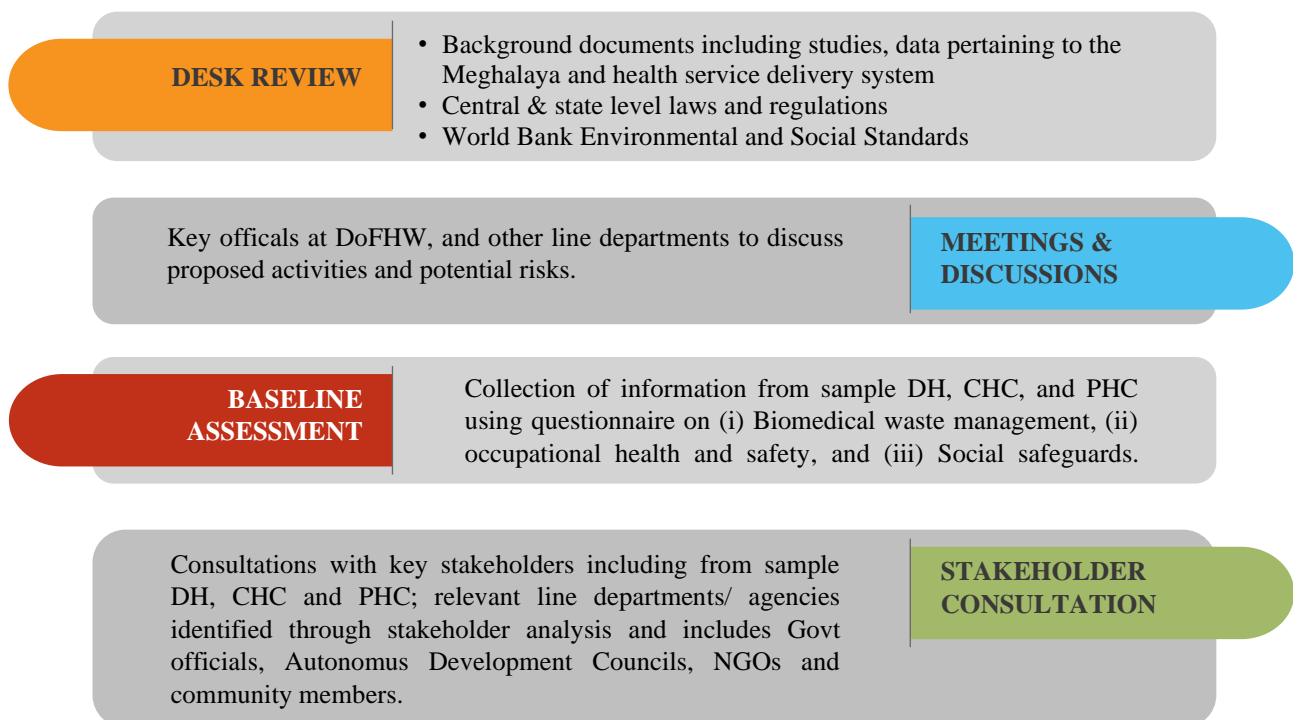 DESK REVIEW
• Background documents including studies, data pertaining to the
Meghalaya and health service delivery system
• Central & state level laws and regulations
• World Bank Environmental and Social Standards
Key officals at DoFHW, and other line departments to discuss
proposed activities and potential risks.
MEETINGS &
DISCUSSIONS
BASELINE
ASSESSMENT
Collection of information from sample DH, CHC, and PHC
using questionnaire on (i) Biomedical waste management, (ii)
occupational health and safety, and (iii) Social safeguards.
Consultations with key stakeholders including from sample
DH, CHC and PHC; relevant line departments/ agencies
identified through stakeholder analysis and includes Govt
officials, Autonomus Development Councils, NGOs and
community members.
STAKEHOLDER
CONSULTATION